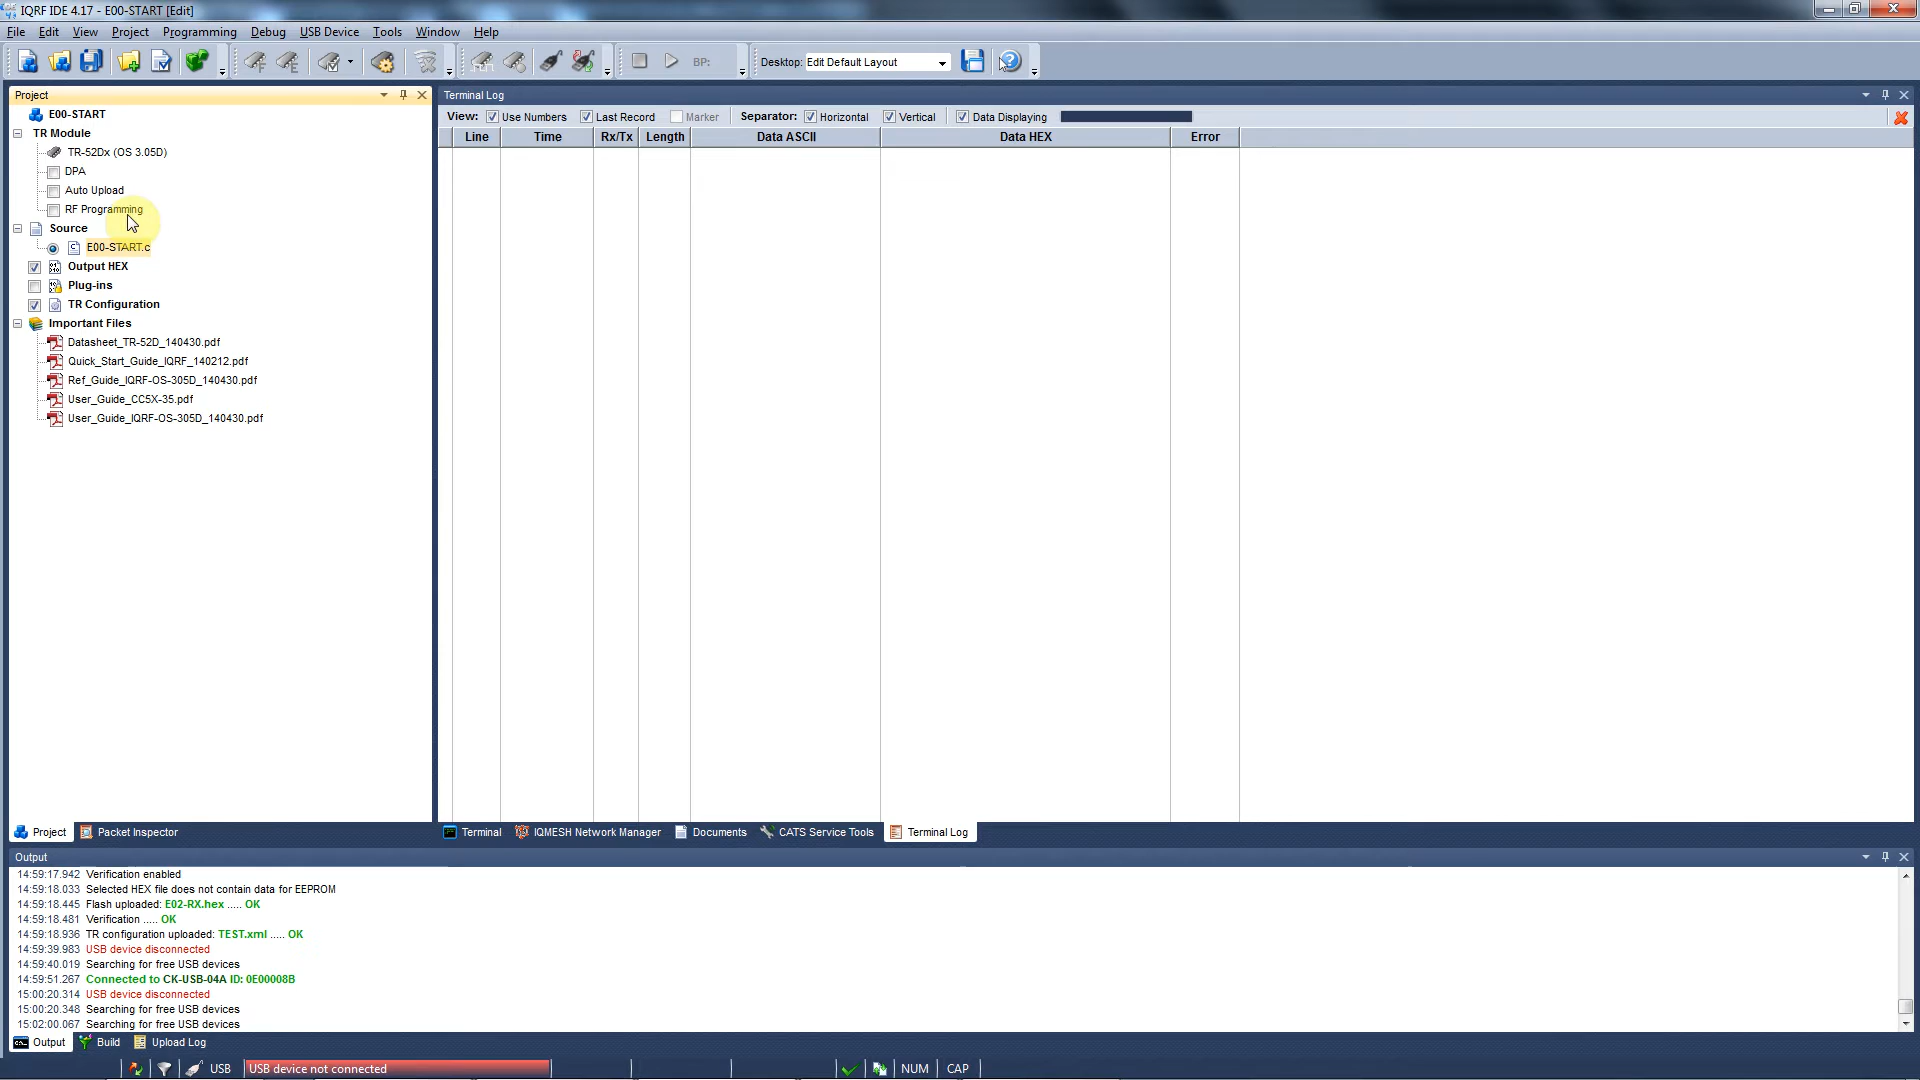 IQRF IDE 4.17 - E00-START [Edit]
File Edit View Project Programming Debug USB Device Tools Window Help
BP: Desktop: Edit Default Layout
Project
E00-START
TR Module
TR-52Dx (OS 3.05D)
DPA
Auto Upload
RF Programming
Source
E00-START.c
Output HEX
Plug-ins
TR Configuration
Important Files
Datasheet_TR-52D_140430.pdf
Quick_Start_Guide_IQRF_140212.pdf
Ref_Guide_IQRF-OS-305D_140430.pdf
User_Guide_CC5X-35.pdf
User_Guide_IQRF-OS-305D_140430.pdf
Project Packet Inspector
Terminal Log
View: Use Numbers Last Record Marker Separator: Horizontal Vertical Data Displaying
Line Time Rx/Tx Length Data ASCII Data HEX Error
Terminal IQMESH Network Manager Documents CATS Service Tools Terminal Log
Output
14:59:17.942 Verification enabled
14:59:18.033 Selected HEX file does not contain data for EEPROM
14:59:18.445 Flash uploaded: E02-RX.hex ..... OK
14:59:18.481 Verification ..... OK
14:59:18.936 TR configuration uploaded: TEST.xml ..... OK
14:59:39.983 USB device disconnected
14:59:40.019 Searching for free USB devices
14:59:51.267 Connected to CK-USB-04A ID: 0E00008B
15:00:20.314 USB device disconnected
15:00:20.348 Searching for free USB devices
15:02:00.067 Searching for free USB devices
Output Build Upload Log
USB USB device not connected NUM CAP